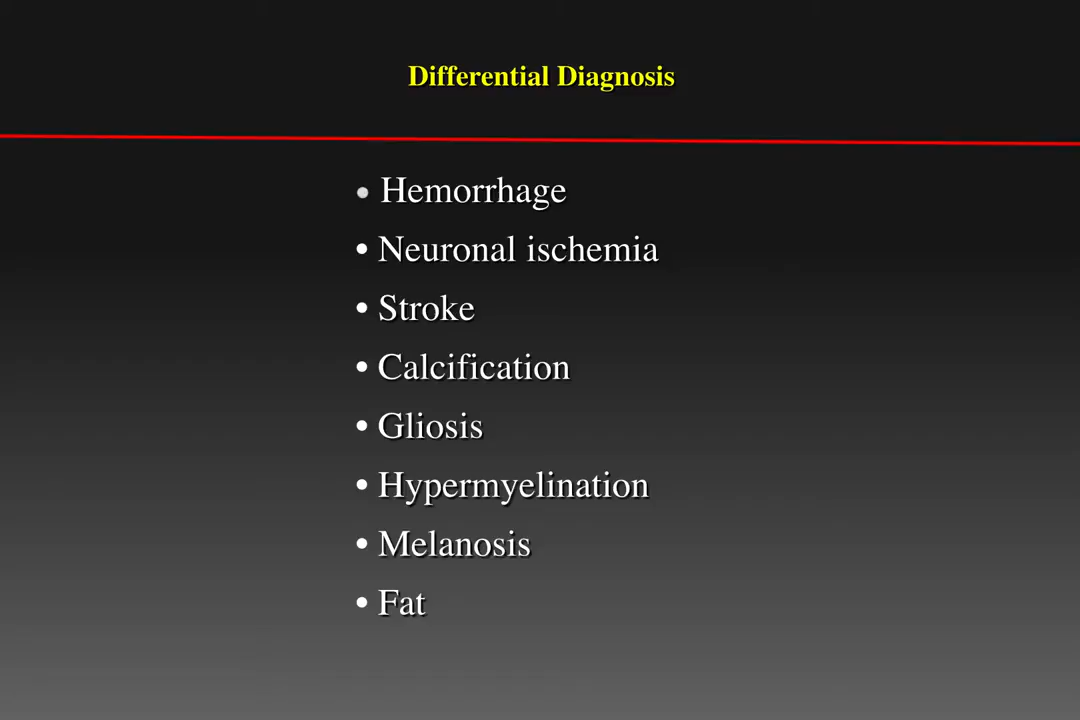 Differential Diagnosis
• Hemorrhage
• Neuronal ischemia
• Stroke
• Calcification
• Gliosis
• Hypermyelination
• Melanosis
• Fat